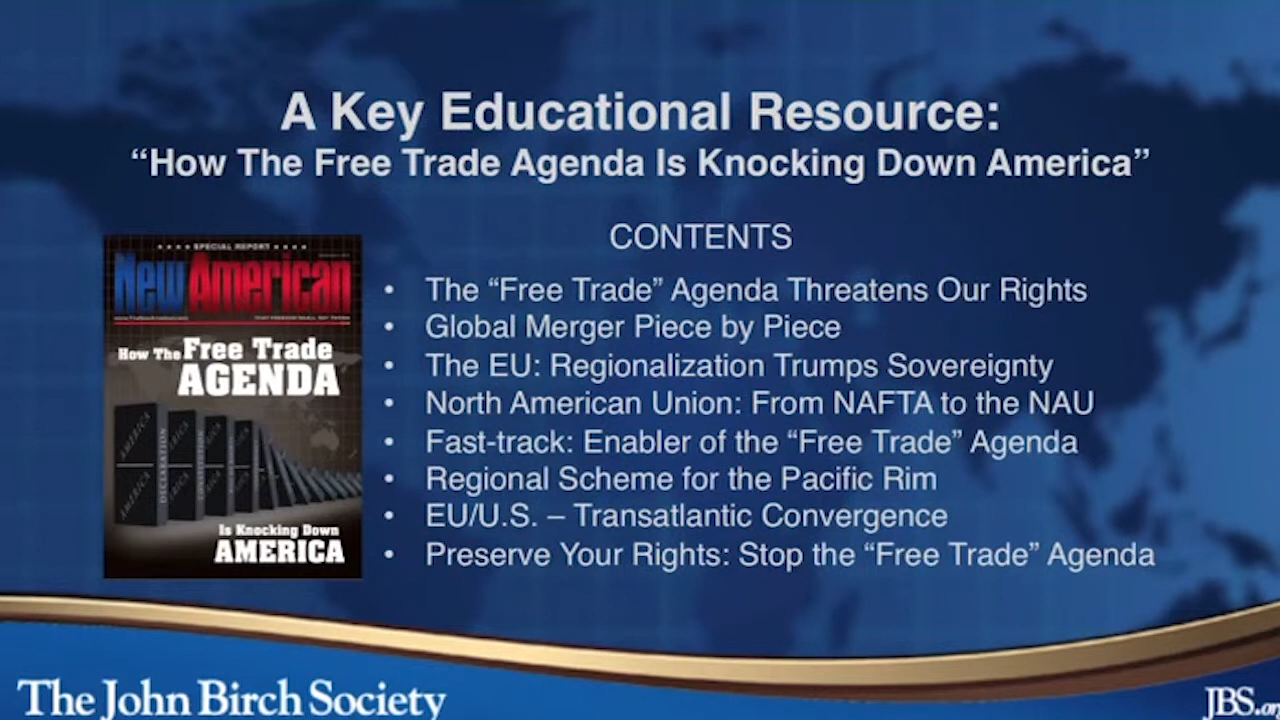 A Key Educational Resource:
“How The Free Trade Agenda Is Knocking Down America”
CONTENTS
• The “Free Trade” Agenda Threatens Our Rights
• Global Merger Piece by Piece
• The EU: Regionalization Trumps Sovereignty
• North American Union: From NAFTA to the NAU
• Fast-track: Enabler of the “Free Trade” Agenda
• Regional Scheme for the Pacific Rim
• EU/U.S. – Transatlantic Convergence
• Preserve Your Rights: Stop the “Free Trade” Agenda
SPECIAL REPORT
New American
How The Free Trade
AGENDA
AMERICA
AMERICA
DECLARATION
Is Knocking Down
AMERICA
The John Birch Society
JBS.or